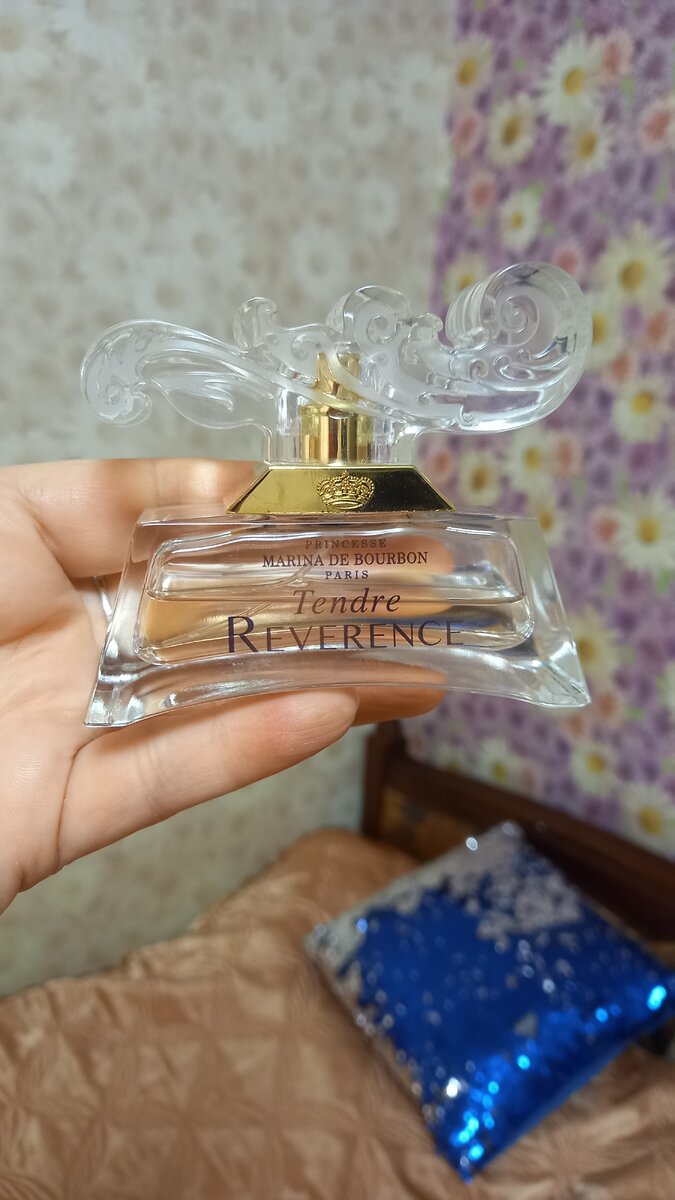 PRINCESSE
MARINA DE BOURBON
PARIS
Tendre
REVERENCE